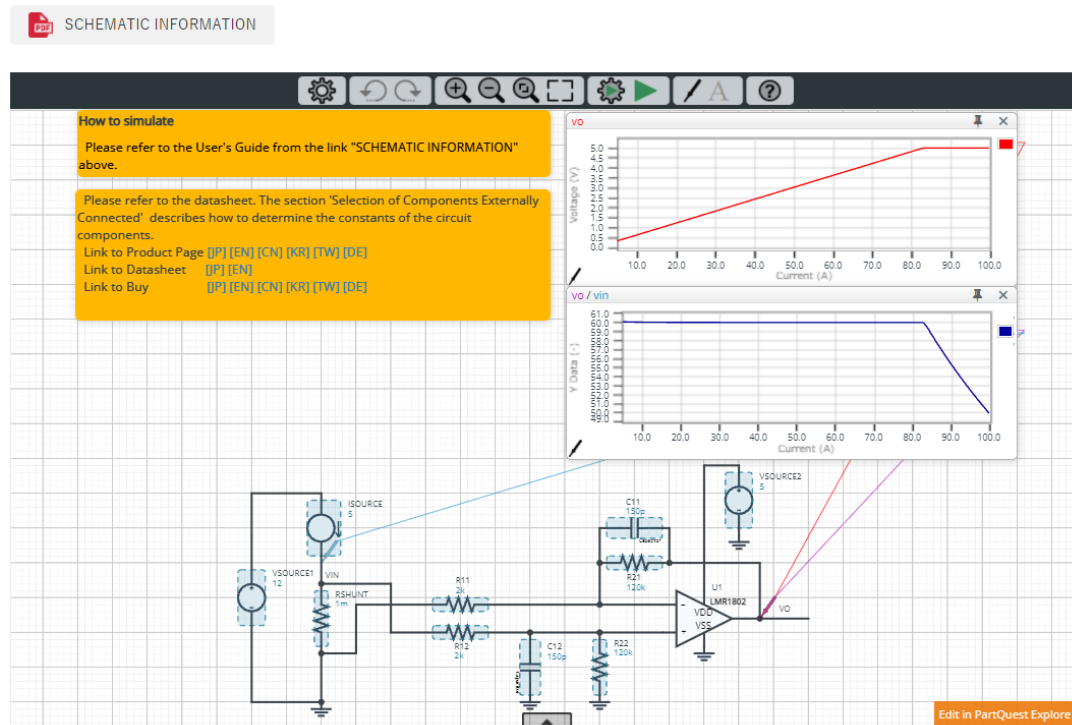 SCHEMATIC INFORMATION
How to simulate
Please refer to the User's Guide from the link "SCHEMATIC INFORMATION"
above.
Please refer to the datasheet. The section 'Selection of Components Externally
Connected' describes how to determine the constants of the circuit
components.
Link to Product Page [JP] [EN] [CN] [KR] [TW] [DE]
Link to Datasheet [JP] [EN]
Link to Buy [JP] [EN] [CN] [KR] [TW] [DE]
vo
Voltage (V)
5.0
4.5
4.0
3.5
3.0
2.5
2.0
1.5
1.0
0.5
0.0
10.0 20.0 30.0 40.0 50.0 60.0 70.0 80.0 90.0 100.0
Current (A)
vo / vin
Y Data (-)
61.0
60.0
59.0
58.0
57.0
56.0
55.0
54.0
53.0
52.0
51.0
50.0
49.0
10.0 20.0 30.0 40.0 50.0 60.0 70.0 80.0 90.0 100.0
Current (A)
VSOURCE2
5
ISOURCE
5
C11
150p
R21
120k
VSOURCE1
12
VIN
RSHUNT
1m
R11
2k
R12
2k
U1
LMR1802
VDD
VSS
VO
C12
150p
R22
120k
Edit in PartQuest Explore